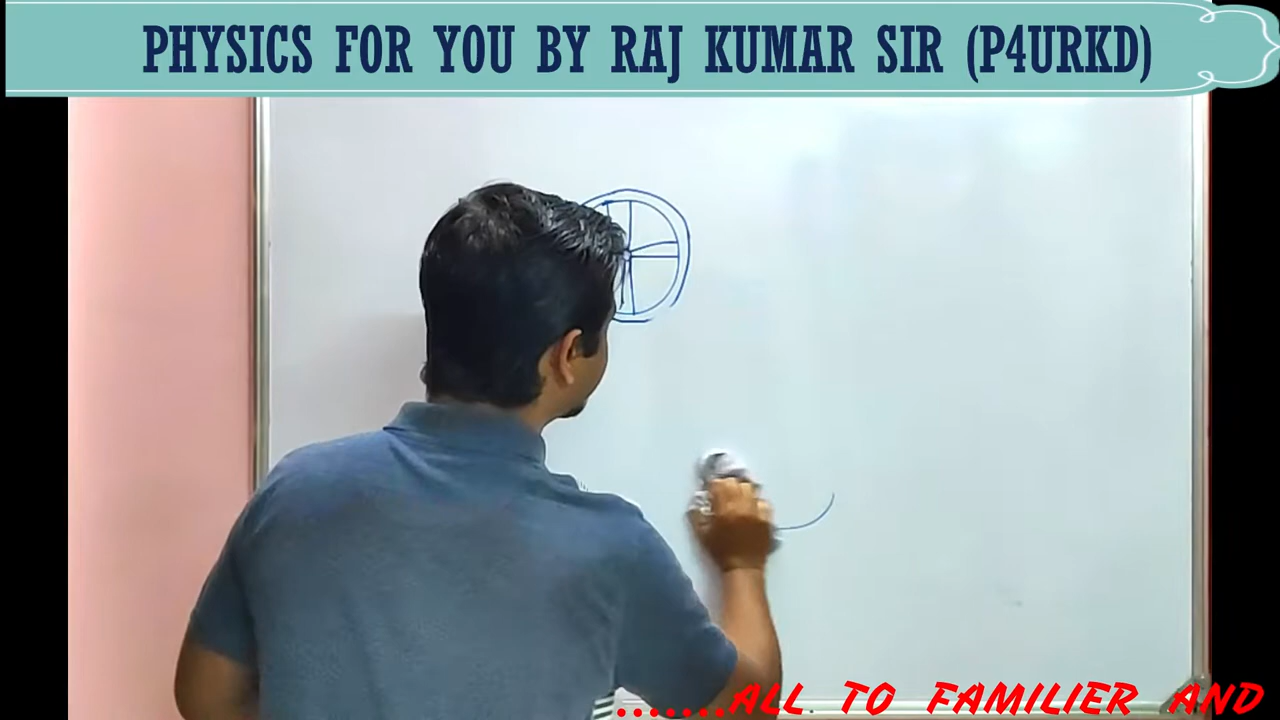 PHYSICS FOR YOU BY RAJ KUMAR SIR (P4URKD)
.......ALL TO FAMILIER AND